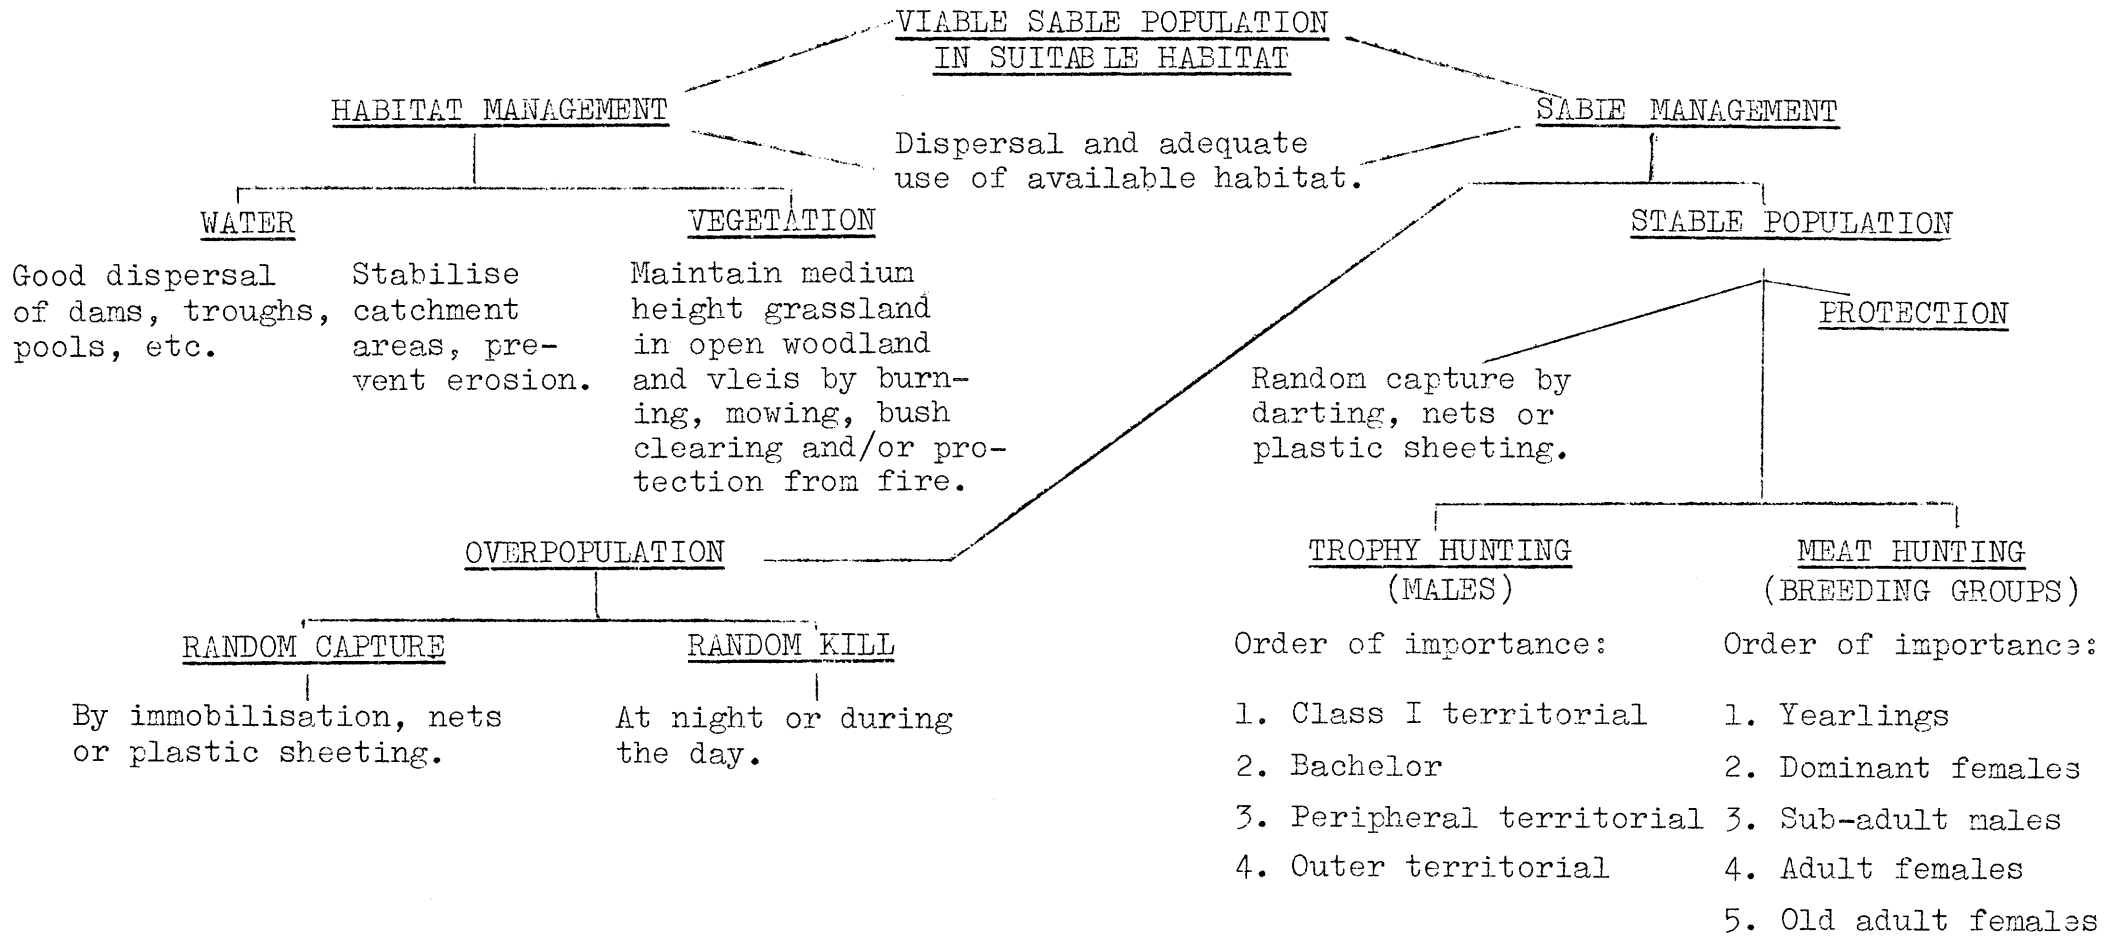 VIABLE SABLE POPULATION
IN SUITABLE HABITAT
HABITAT MANAGEMENT
SABLE MANAGEMENT
Dispersal and adequate
use of available habitat.
WATER
VEGETATION
STABLE POPULATION
Good dispersal
of dams, troughs,
pools, etc.
Stabilise
catchment
areas, pre-
vent erosion.
Maintain medium
height grassland
in open woodland
and vleis by burn-
ing, mowing, bush
clearing and/or pro-
tection from fire.
PROTECTION
Random capture by
darting, nets or
plastic sheeting.
OVERPOPULATION
RANDOM CAPTURE
By immobilisation, nets
or plastic sheeting.
RANDOM KILL
At night or during
the day.
TROPHY HUNTING
(MALES)
Order of importance:
1. Class I territorial
2. Bachelor
3. Peripheral territorial
4. Outer territorial
MEAT HUNTING
(BREEDING GROUPS)
Order of importance:
1. Yearlings
2. Dominant females
3. Sub-adult males
4. Adult females
5. Old adult females